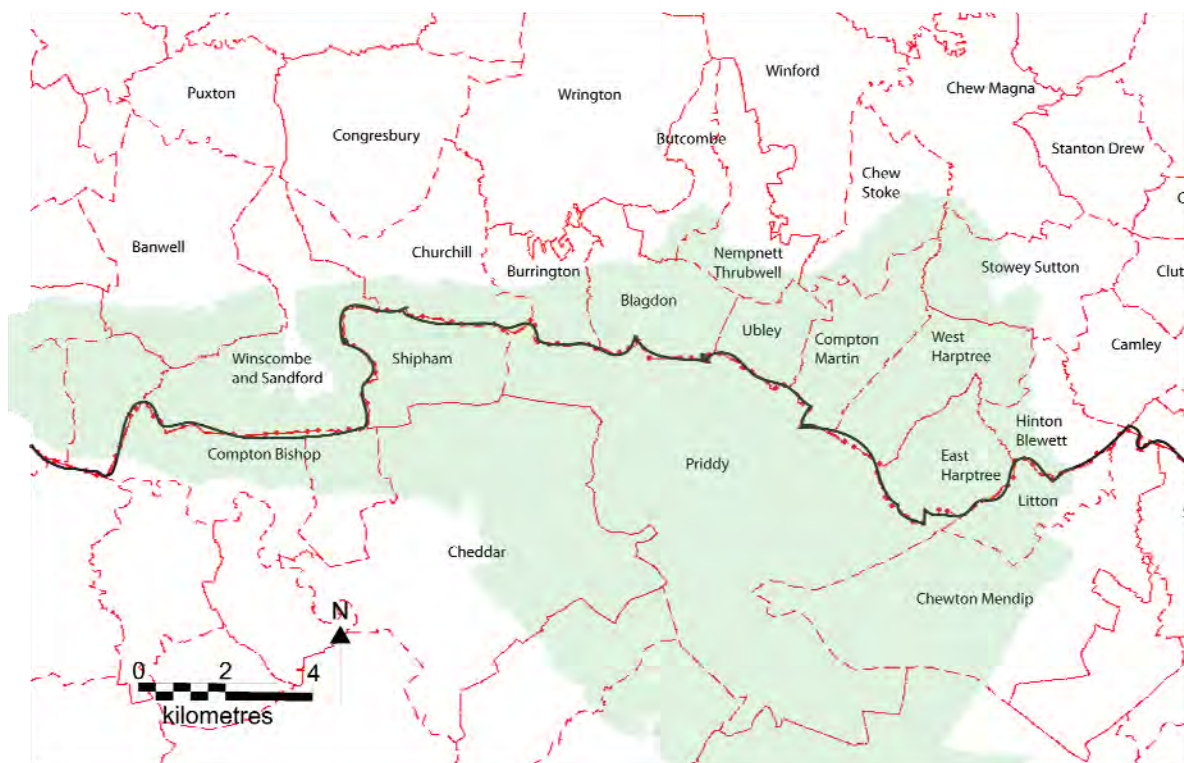 Winford
Chew Magna
Puxton
Wrington
Congresbury
Butcombe
Stanton Drew
Chew
Stoke
Banwell
Churchill
Nempnett
Thrubwell
Burrington
Stowey Sutton
Clut
Blagdon
Ubley
Compton
Martin
West
Harptree
Camley
Winscombe
and Sandford
Shipham
Hinton
Blewett
Compton Bishop
Priddy
East
Harptree
Litton
Cheddar
Chewton Mendip
N
0 2 4
kilometres